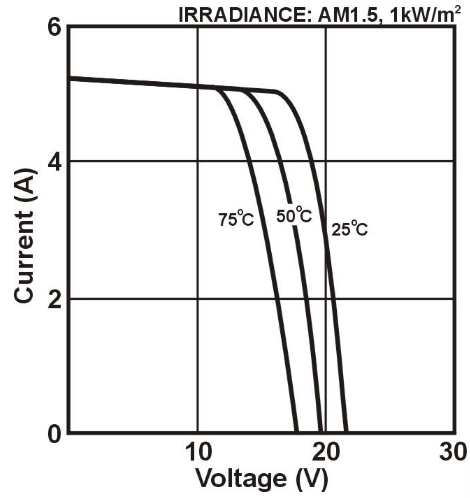 IRRADIANCE: AM1.5, 1kW/m²
6
4
2
0
Current (A)
75°C
50°C
25°C
10
20
30
Voltage (V)